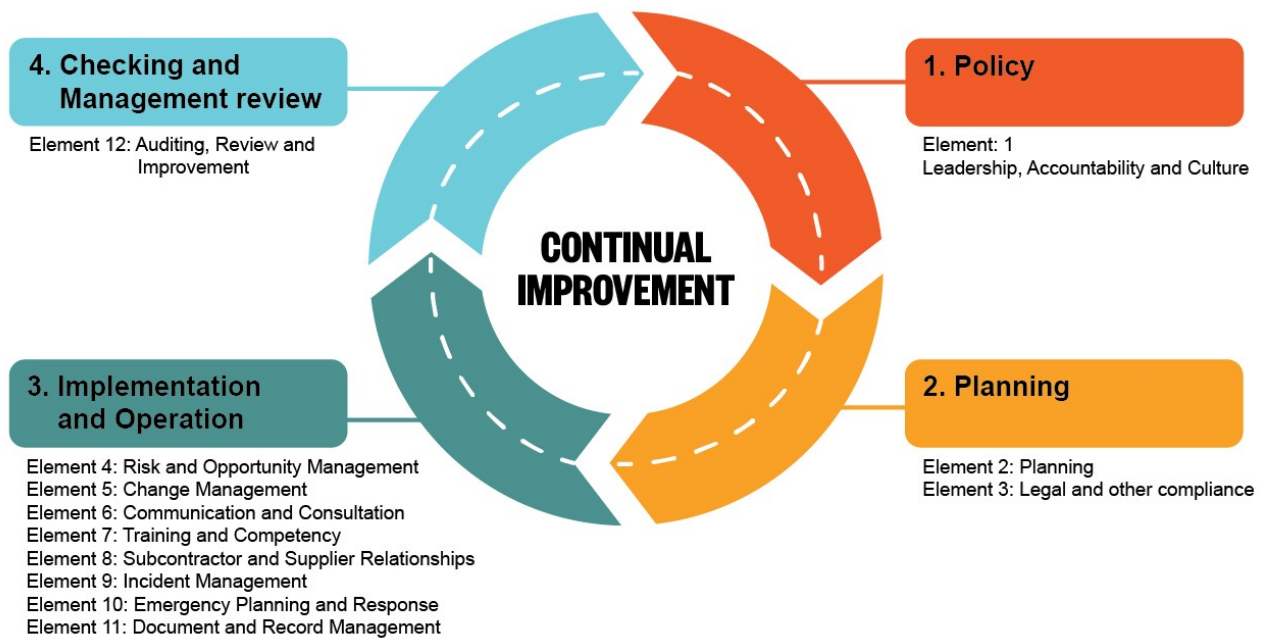 4. Checking and
Management review
Element 12: Auditing, Review and
Improvement
1. Policy
Element: 1
Leadership, Accountability and Culture
CONTINUAL
IMPROVEMENT
3. Implementation
and Operation
Element 4: Risk and Opportunity Management
Element 5: Change Management
Element 6: Communication and Consultation
Element 7: Training and Competency
Element 8: Subcontractor and Supplier Relationships
Element 9: Incident Management
Element 10: Emergency Planning and Response
Element 11: Document and Record Management
2. Planning
Element 2: Planning
Element 3: Legal and other compliance